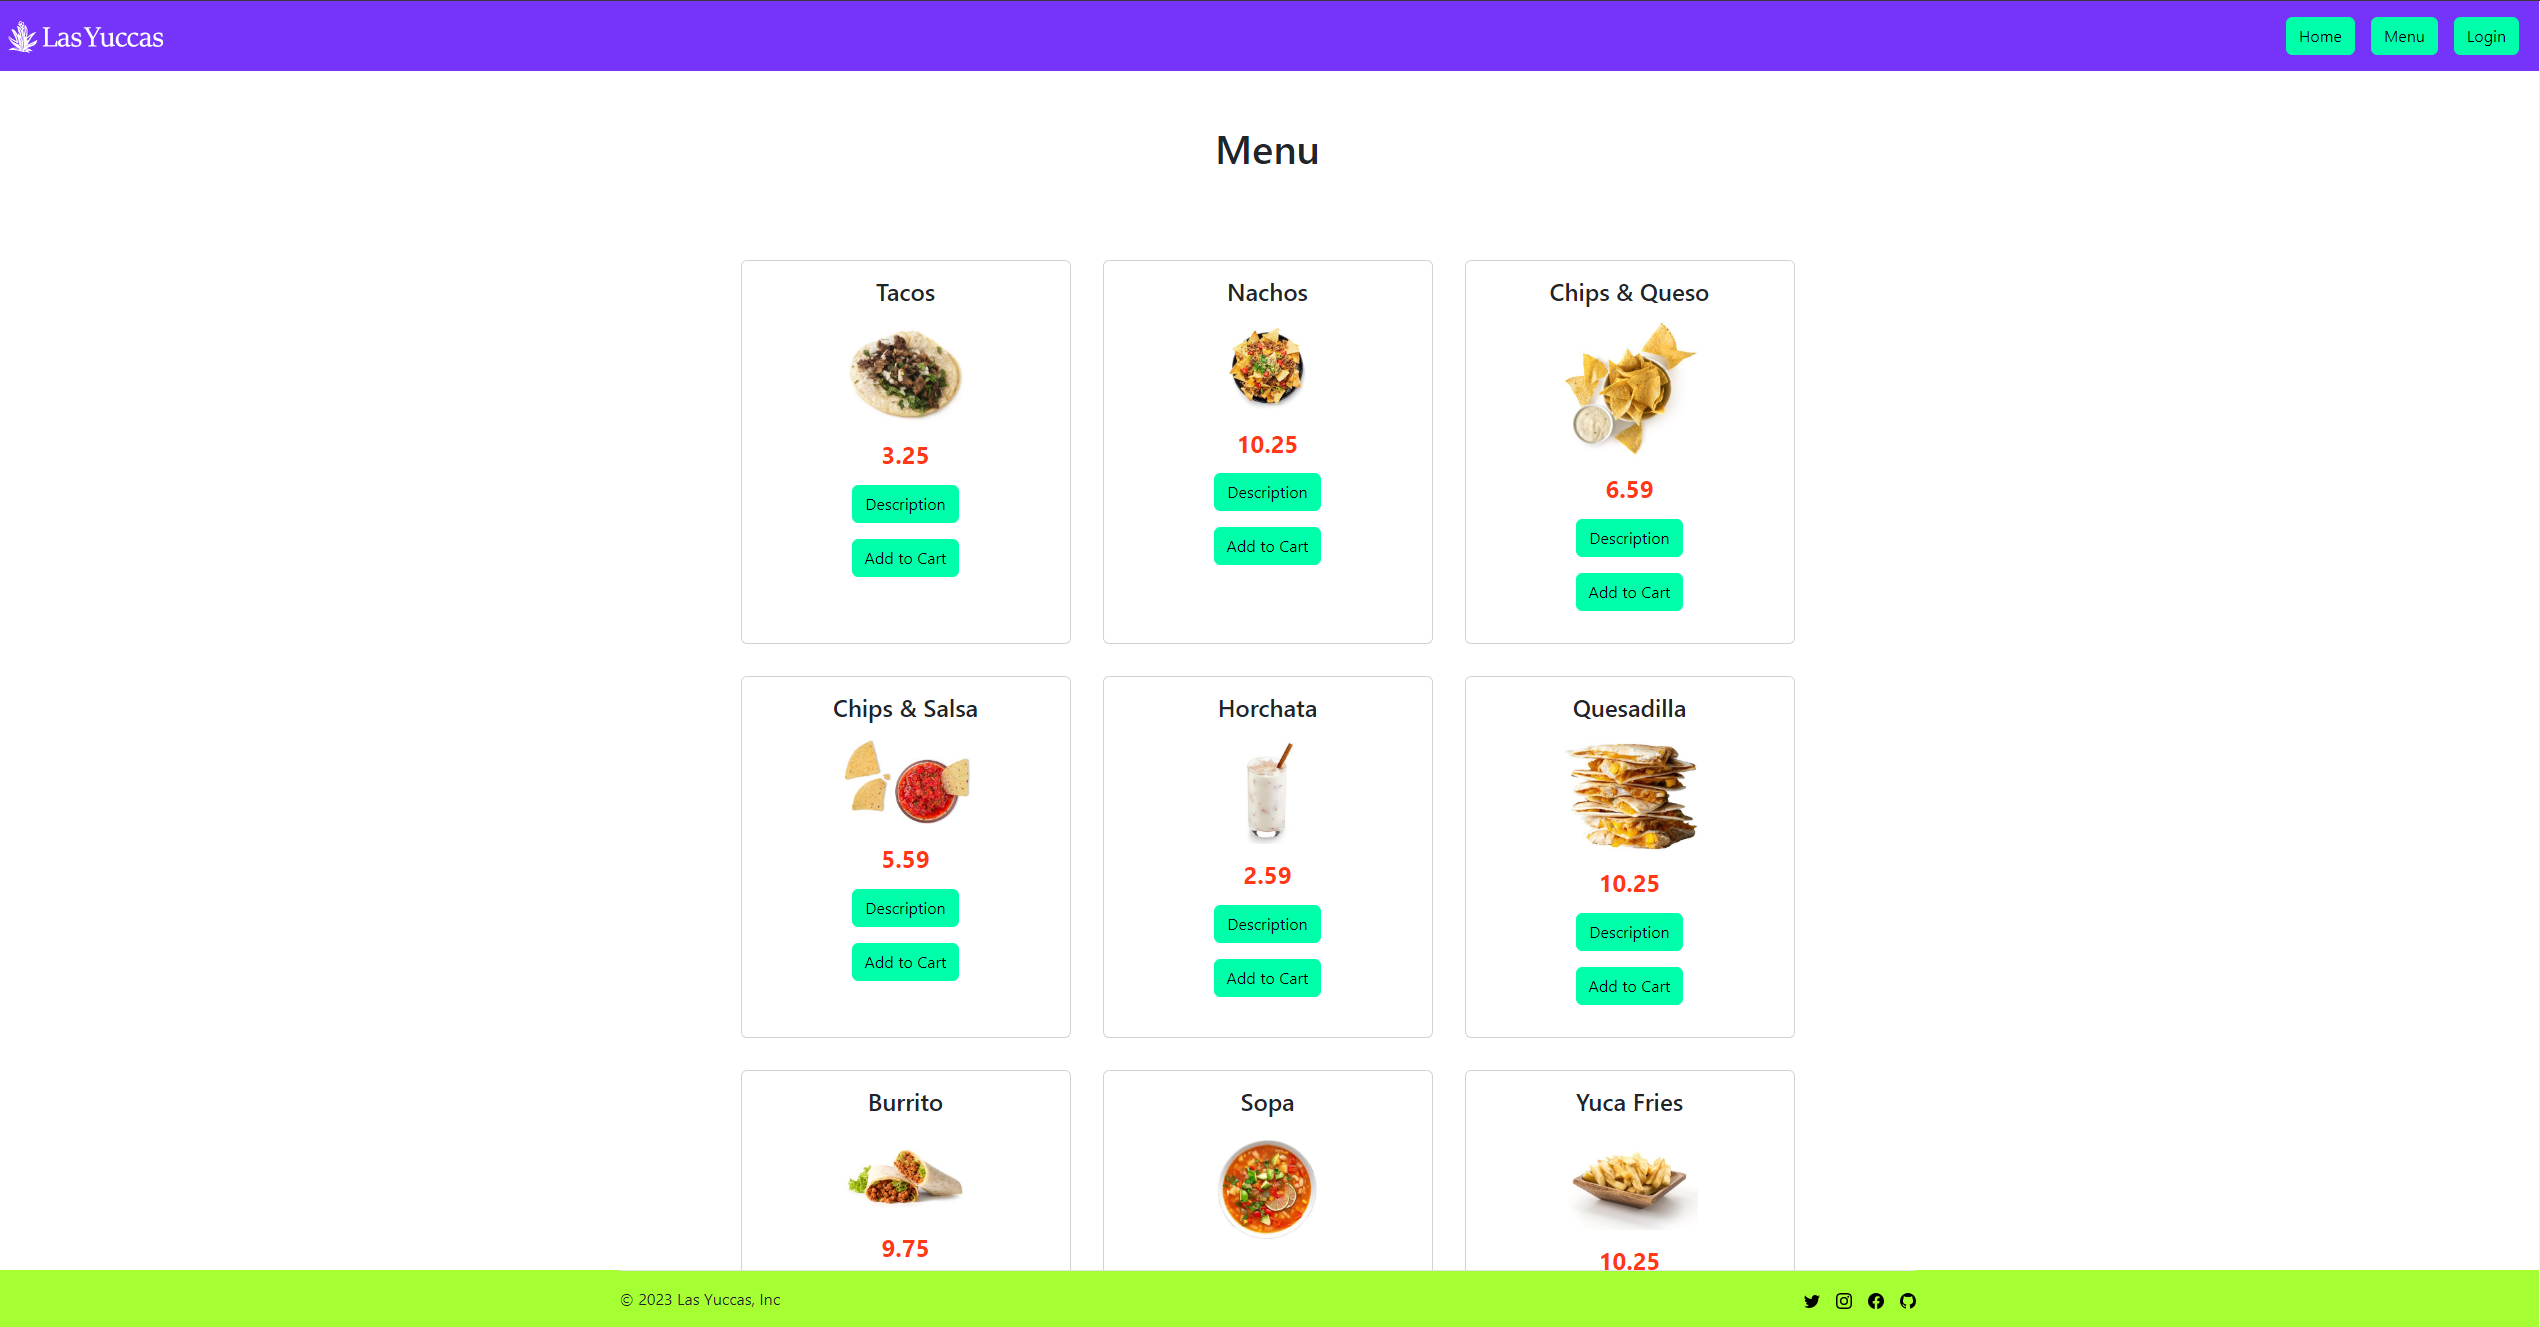 Las Yuccas
Home Menu Login
Menu
Tacos Nachos Chips & Queso
3.25 10.25 6.59
Description Description Description
Add to Cart Add to Cart Add to Cart
Chips & Salsa Horchata Quesadilla
5.59 2.59 10.25
Description Description Description
Add to Cart Add to Cart Add to Cart
Burrito Sopa Yuca Fries
9.75 10.25
© 2023 Las Yuccas, Inc